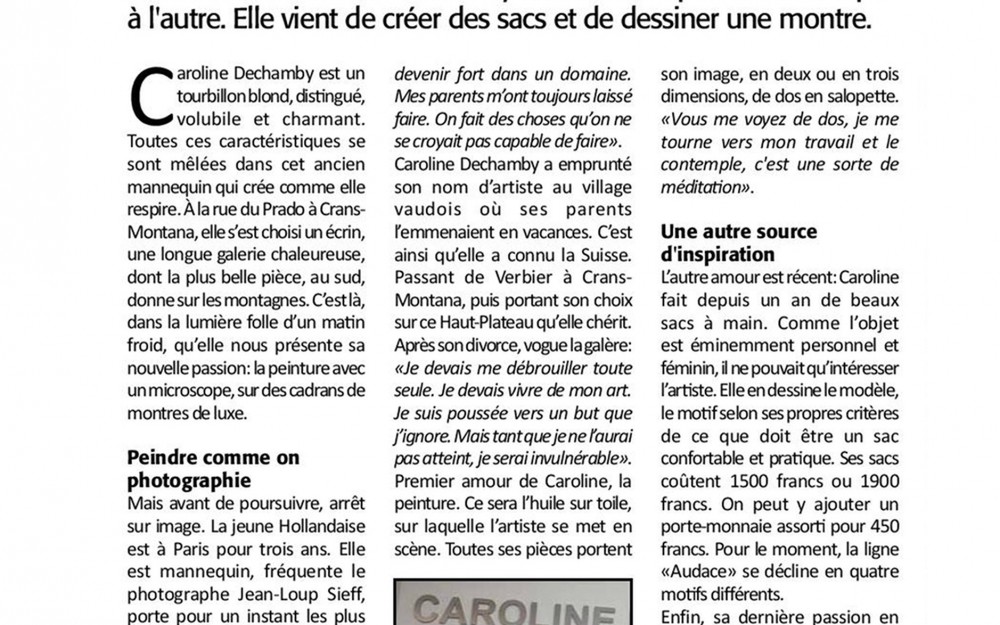 à l'autre. Elle vient de créer des sacs et de dessiner une montre.
Caroline Dechamby est un
tourbillon blond, distingué,
volubile et charmant.
Toutes ces caractéristiques se
sont mêlées dans cet ancien
mannequin qui crée comme elle
respire. À la rue du Prado à Crans-
Montana, elle s'est choisi un écrin,
une longue galerie chaleureuse,
dont la plus belle pièce, au sud,
donne sur les montagnes. C'est là,
dans la lumière folle d'un matin
froid, qu'elle nous présente sa
nouvelle passion: la peinture avec
un microscope, sur des cadrans de
montres de luxe.
Peindre comme on
photographie
Mais avant de poursuivre, arrêt
sur image. La jeune Hollandaise
est à Paris pour trois ans. Elle
est mannequin, fréquente le
photographe Jean-Loup Sieff,
porte pour un instant les plus
devenir fort dans un domaine.
Mes parents m'ont toujours laissé
faire. On fait des choses qu'on ne
se croyait pas capable de faire».
Caroline Dechamby a emprunté
son nom d'artiste au village
vaudois où ses parents
l'emmenaient en vacances. C'est
ainsi qu'elle a connu la Suisse.
Passant de Verbier à Crans-
Montana, puis portant son choix
sur ce Haut-Plateau qu'elle chérit.
Après son divorce, vogue la galère:
«Je devais me débrouiller toute
seule. Je devais vivre de mon art.
Je suis poussée vers un but que
j'ignore. Mais tant que je ne l'aurai
pas atteint, je serai invulnérable».
Premier amour de Caroline, la
peinture. Ce sera l'huile sur toile,
sur laquelle l'artiste se met en
scène. Toutes ses pièces portent
CAROLINE
son image, en deux ou en trois
dimensions, de dos en salopette.
«Vous me voyez de dos, je me
tourne vers mon travail et le
contemple, c'est une sorte de
méditation».
Une autre source
d'inspiration
L'autre amour est récent: Caroline
fait depuis un an de beaux
sacs à main. Comme l'objet
est éminemment personnel et
féminin, il ne pouvait qu'intéresser
l'artiste. Elle en dessine le modèle,
le motif selon ses propres critères
de ce que doit être un sac
confortable et pratique. Ses sacs
coûtent 1500 francs ou 1900
francs. On peut y ajouter un
porte-monnaie assorti pour 450
francs. Pour le moment, la ligne
«Audace» se décline en quatre
motifs différents.
Enfin, sa dernière passion en